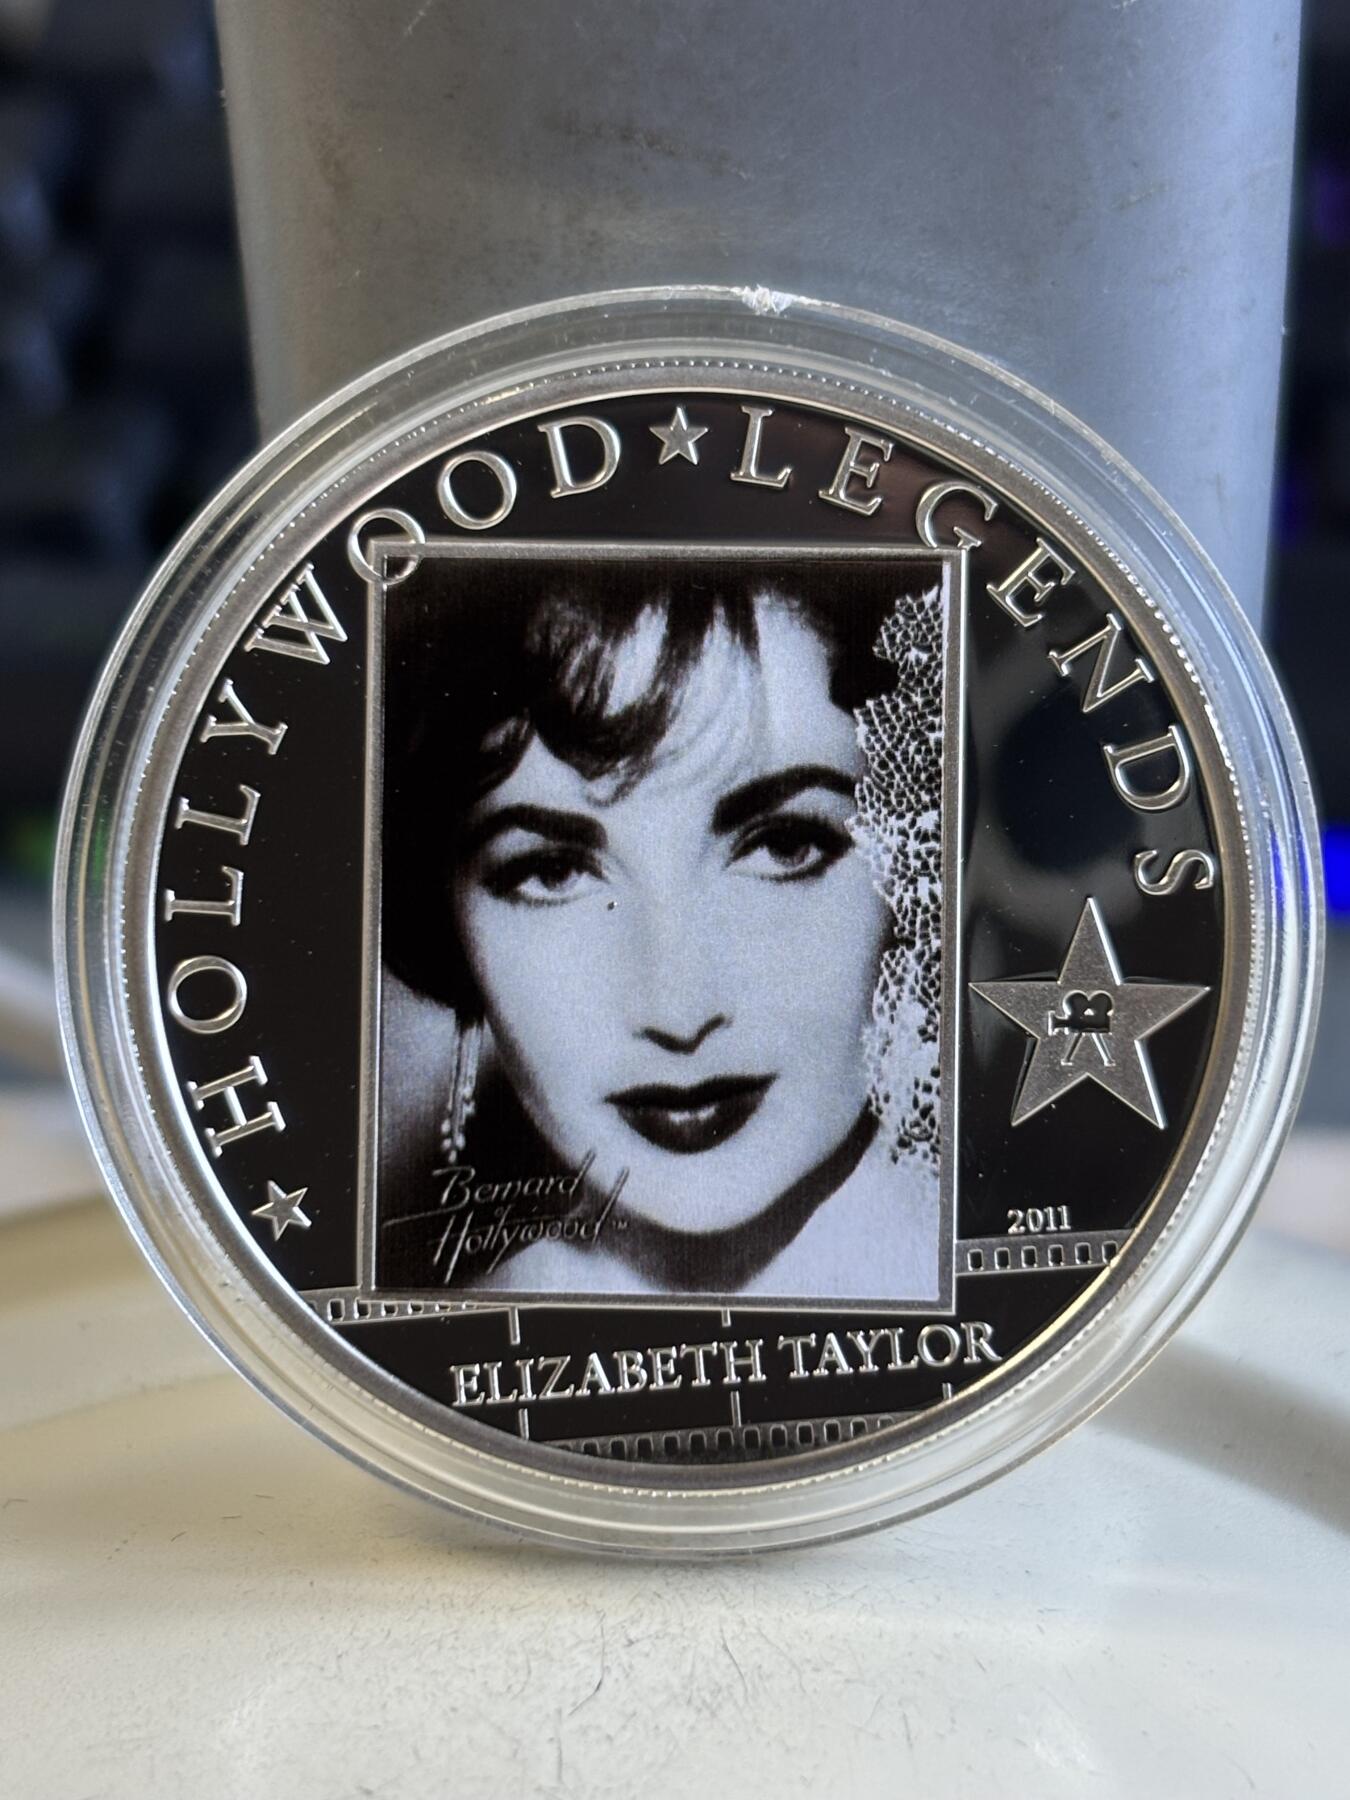 HOLLYWOOD LEGENDS
Bernard of
Hollywood™
2011
ELIZABETH TAYLOR